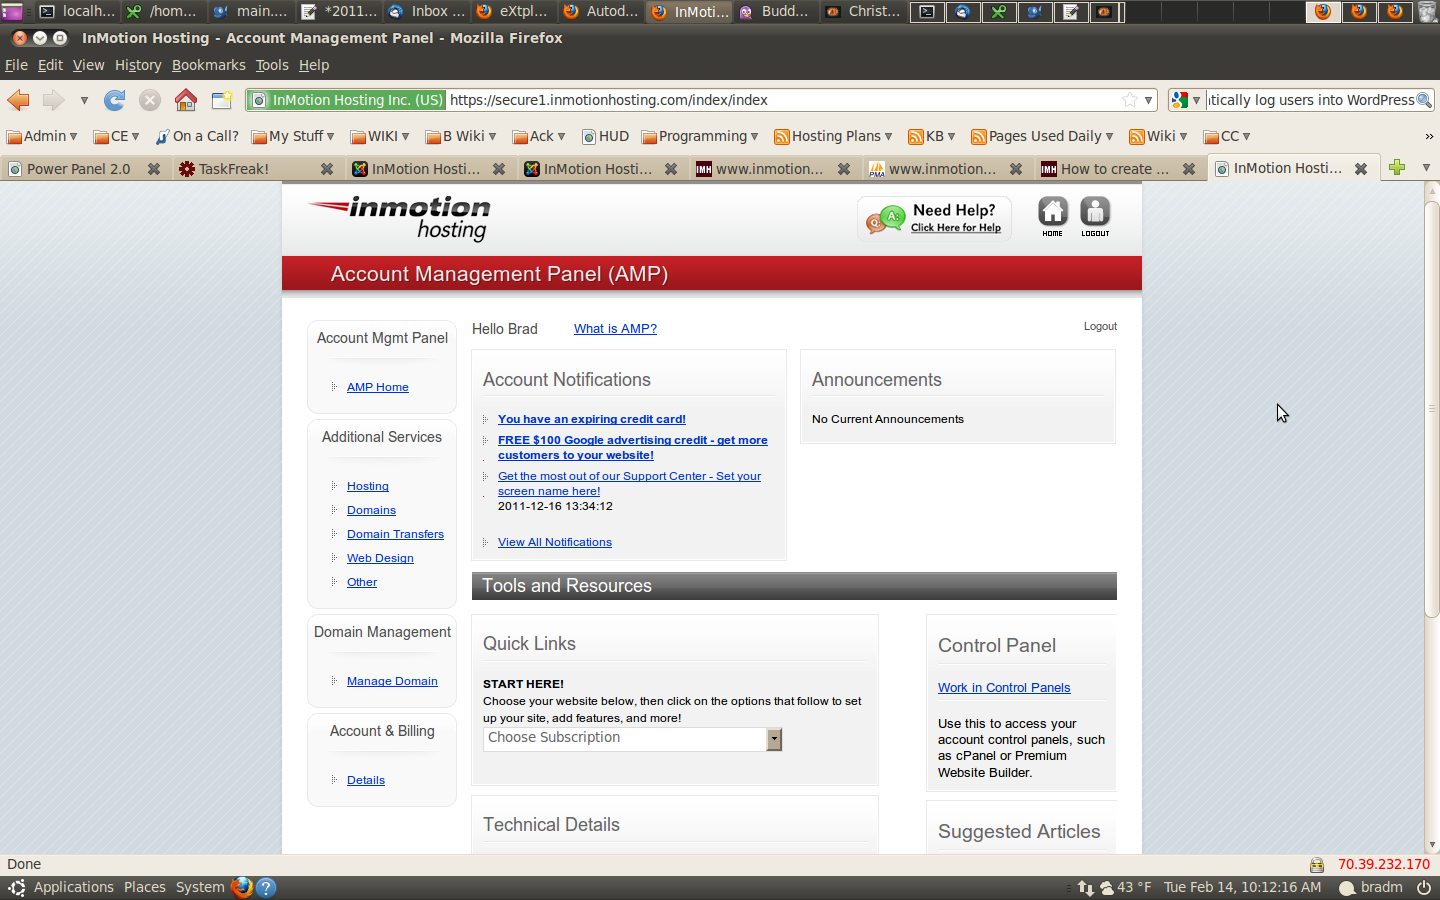 localh... /hom... main.... *2011... Inbox ... eXtpl... Autod... InMoti... Budd... Christ...
InMotion Hosting - Account Management Panel - Mozilla Firefox
File Edit View History Bookmarks Tools Help
InMotion Hosting Inc. (US) https://secure1.inmotionhosting.com/index/index tically log users into WordPress
Admin CE On a Call? My Stuff WIKI B Wiki Ack HUD Programming Hosting Plans KB Pages Used Daily Wiki CC »
Power Panel 2.0 TaskFreak! InMotion Hosti... InMotion Hosti... IMH www.inmotion... PMA www.inmotion... IMH How to create ... InMotion Hosti...
inmotion
hosting
Need Help?
Click Here for Help
HOME LOGOUT
Account Management Panel (AMP)
Hello Brad What is AMP? Logout
Account Mgmt Panel
AMP Home
Additional Services
Hosting
Domains
Domain Transfers
Web Design
Other
Domain Management
Manage Domain
Account & Billing
Details
Account Notifications
You have an expiring credit card!
FREE $100 Google advertising credit - get more
customers to your website!
Get the most out of our Support Center - Set your
screen name here!
2011-12-16 13:34:12
View All Notifications
Announcements
No Current Announcements
Tools and Resources
Quick Links
START HERE!
Choose your website below, then click on the options that follow to set
up your site, add features, and more!
Choose Subscription
Technical Details
Control Panel
Work in Control Panels
Use this to access your
account control panels, such
as cPanel or Premium
Website Builder.
Suggested Articles
Done 70.39.232.170
Applications Places System 43 °F Tue Feb 14, 10:12:16 AM bradm